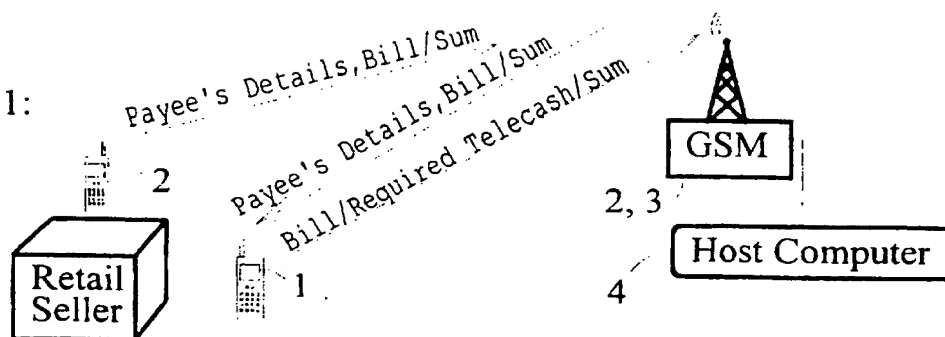 1:
Payee's Details,Bill/Sum
Payee's Details,Bill/Sum
Bill/Required Telecash/Sum
2
GSM
2, 3
Retail
Seller
1
Host Computer
4